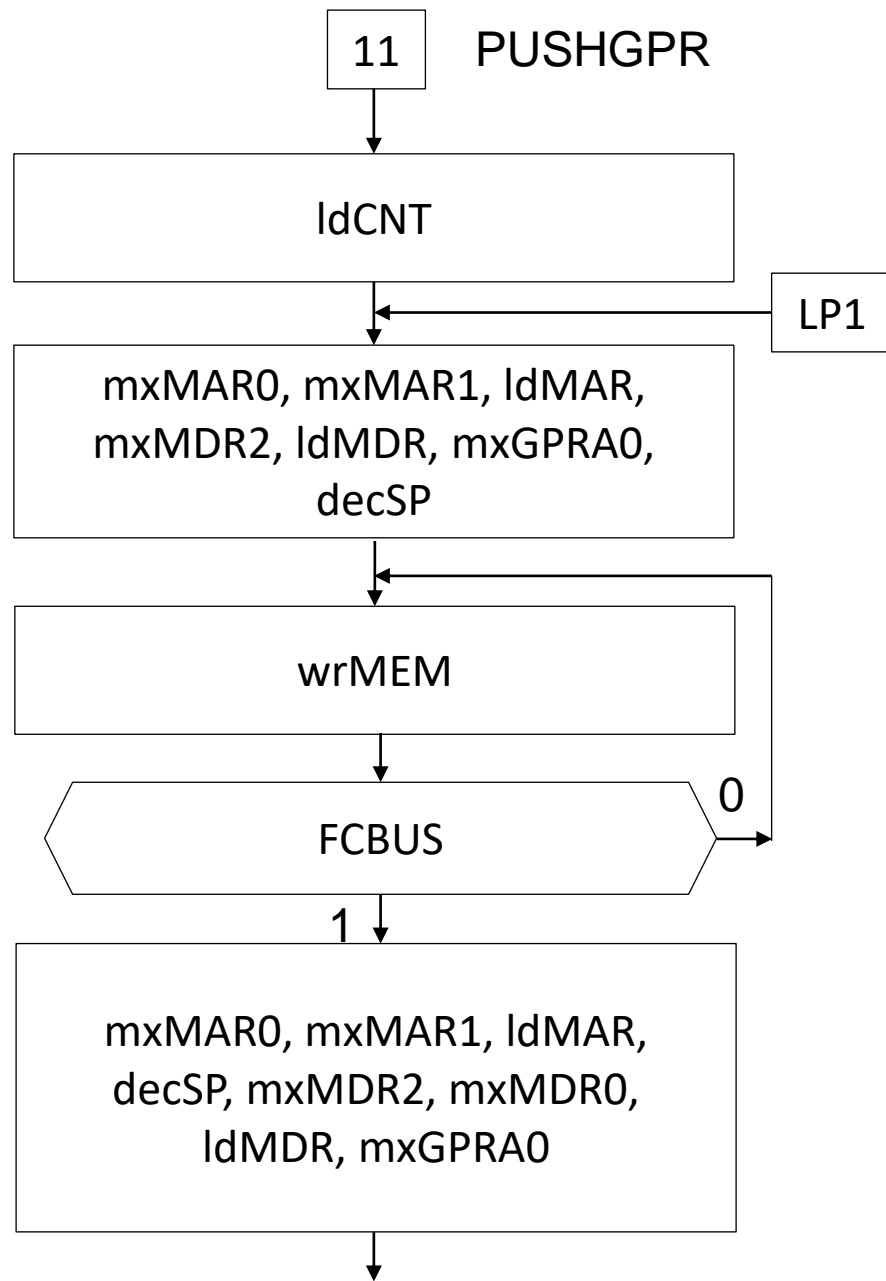 11 PUSHGPR
ldCNT
LP1
mxMAR0, mxMAR1, ldMAR,
mxMDR2, ldMDR, mxGPRA0,
decSP
wrMEM
0
FCBUS
1
mxMAR0, mxMAR1, ldMAR,
decSP, mxMDR2, mxMDR0,
ldMDR, mxGPRA0